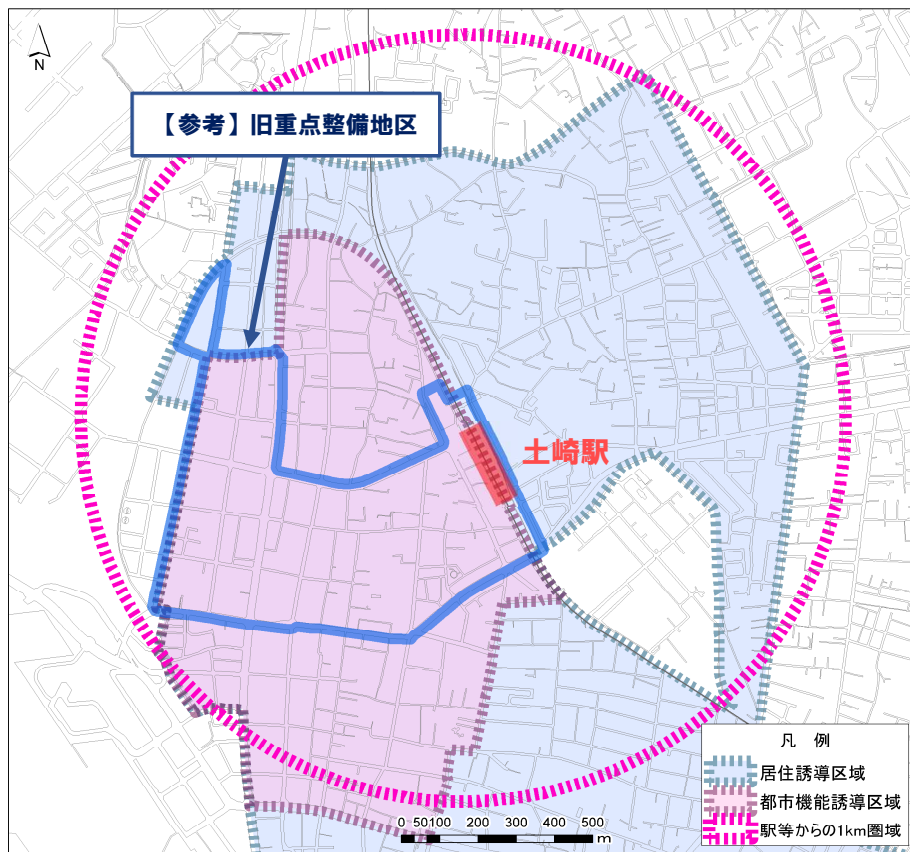 N
【参考】旧重点整備地区
土崎駅
凡 例
居住誘導区域
都市機能誘導区域
駅等からの1km圏域
0 50 100 200 300 400 500
m